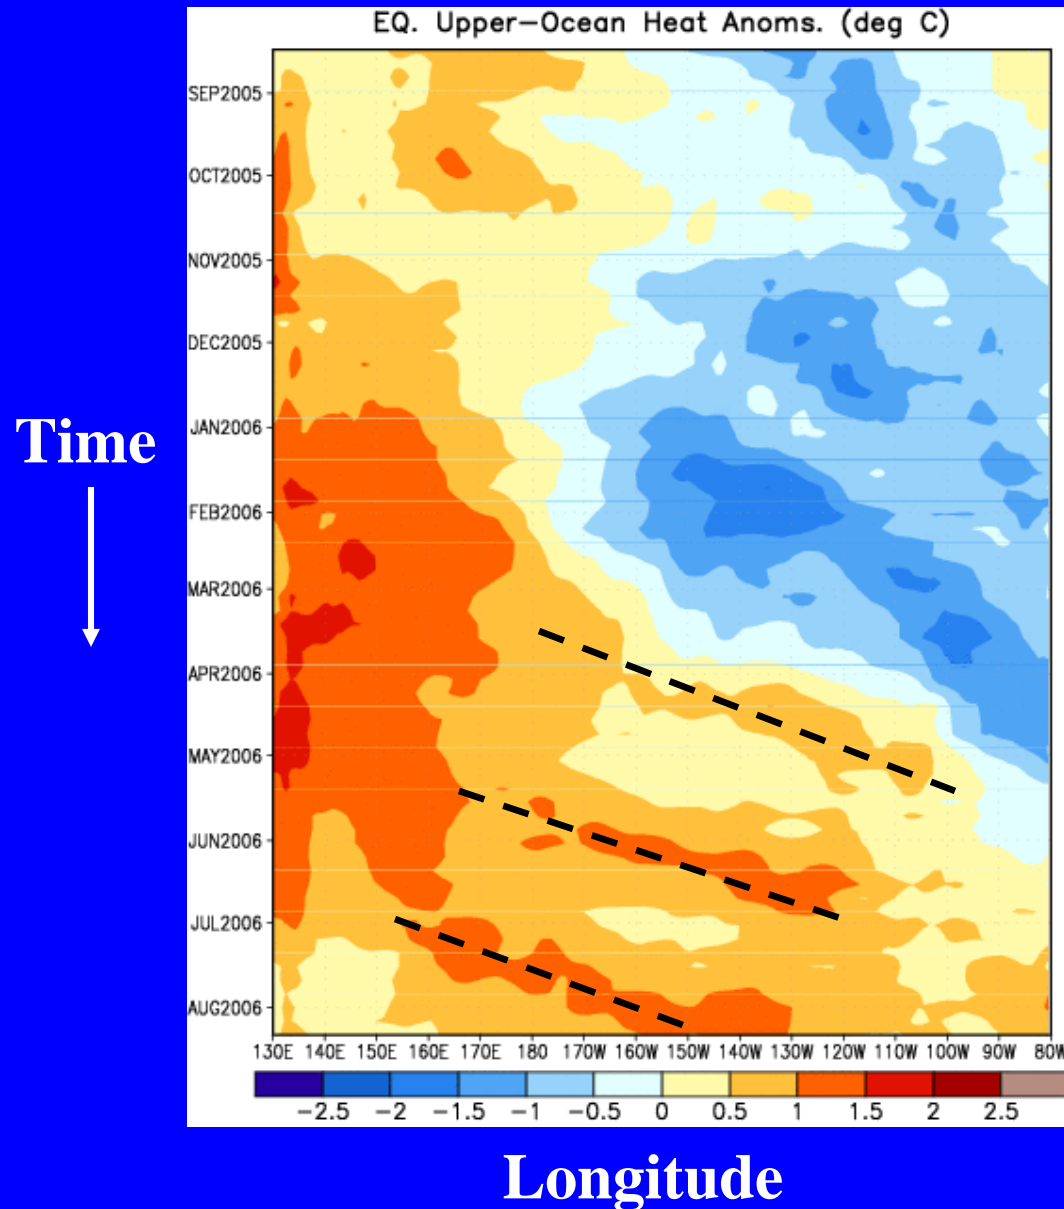 EQ. Upper-Ocean Heat Anoms. (deg C)
SEP2005
OCT2005
NOV2005
DEC2005
Time
JAN2006
FEB2006
MAR2006
APR2006
MAY2006
JUN2006
JUL2006
AUG2006
130E 140E 150E 160E 170E 180 170W 160W 150W 140W 130W 120W 110W 100W 90W 80W
-2.5 -2 -1.5 -1 -0.5 0 0.5 1 1.5 2 2.5
Longitude